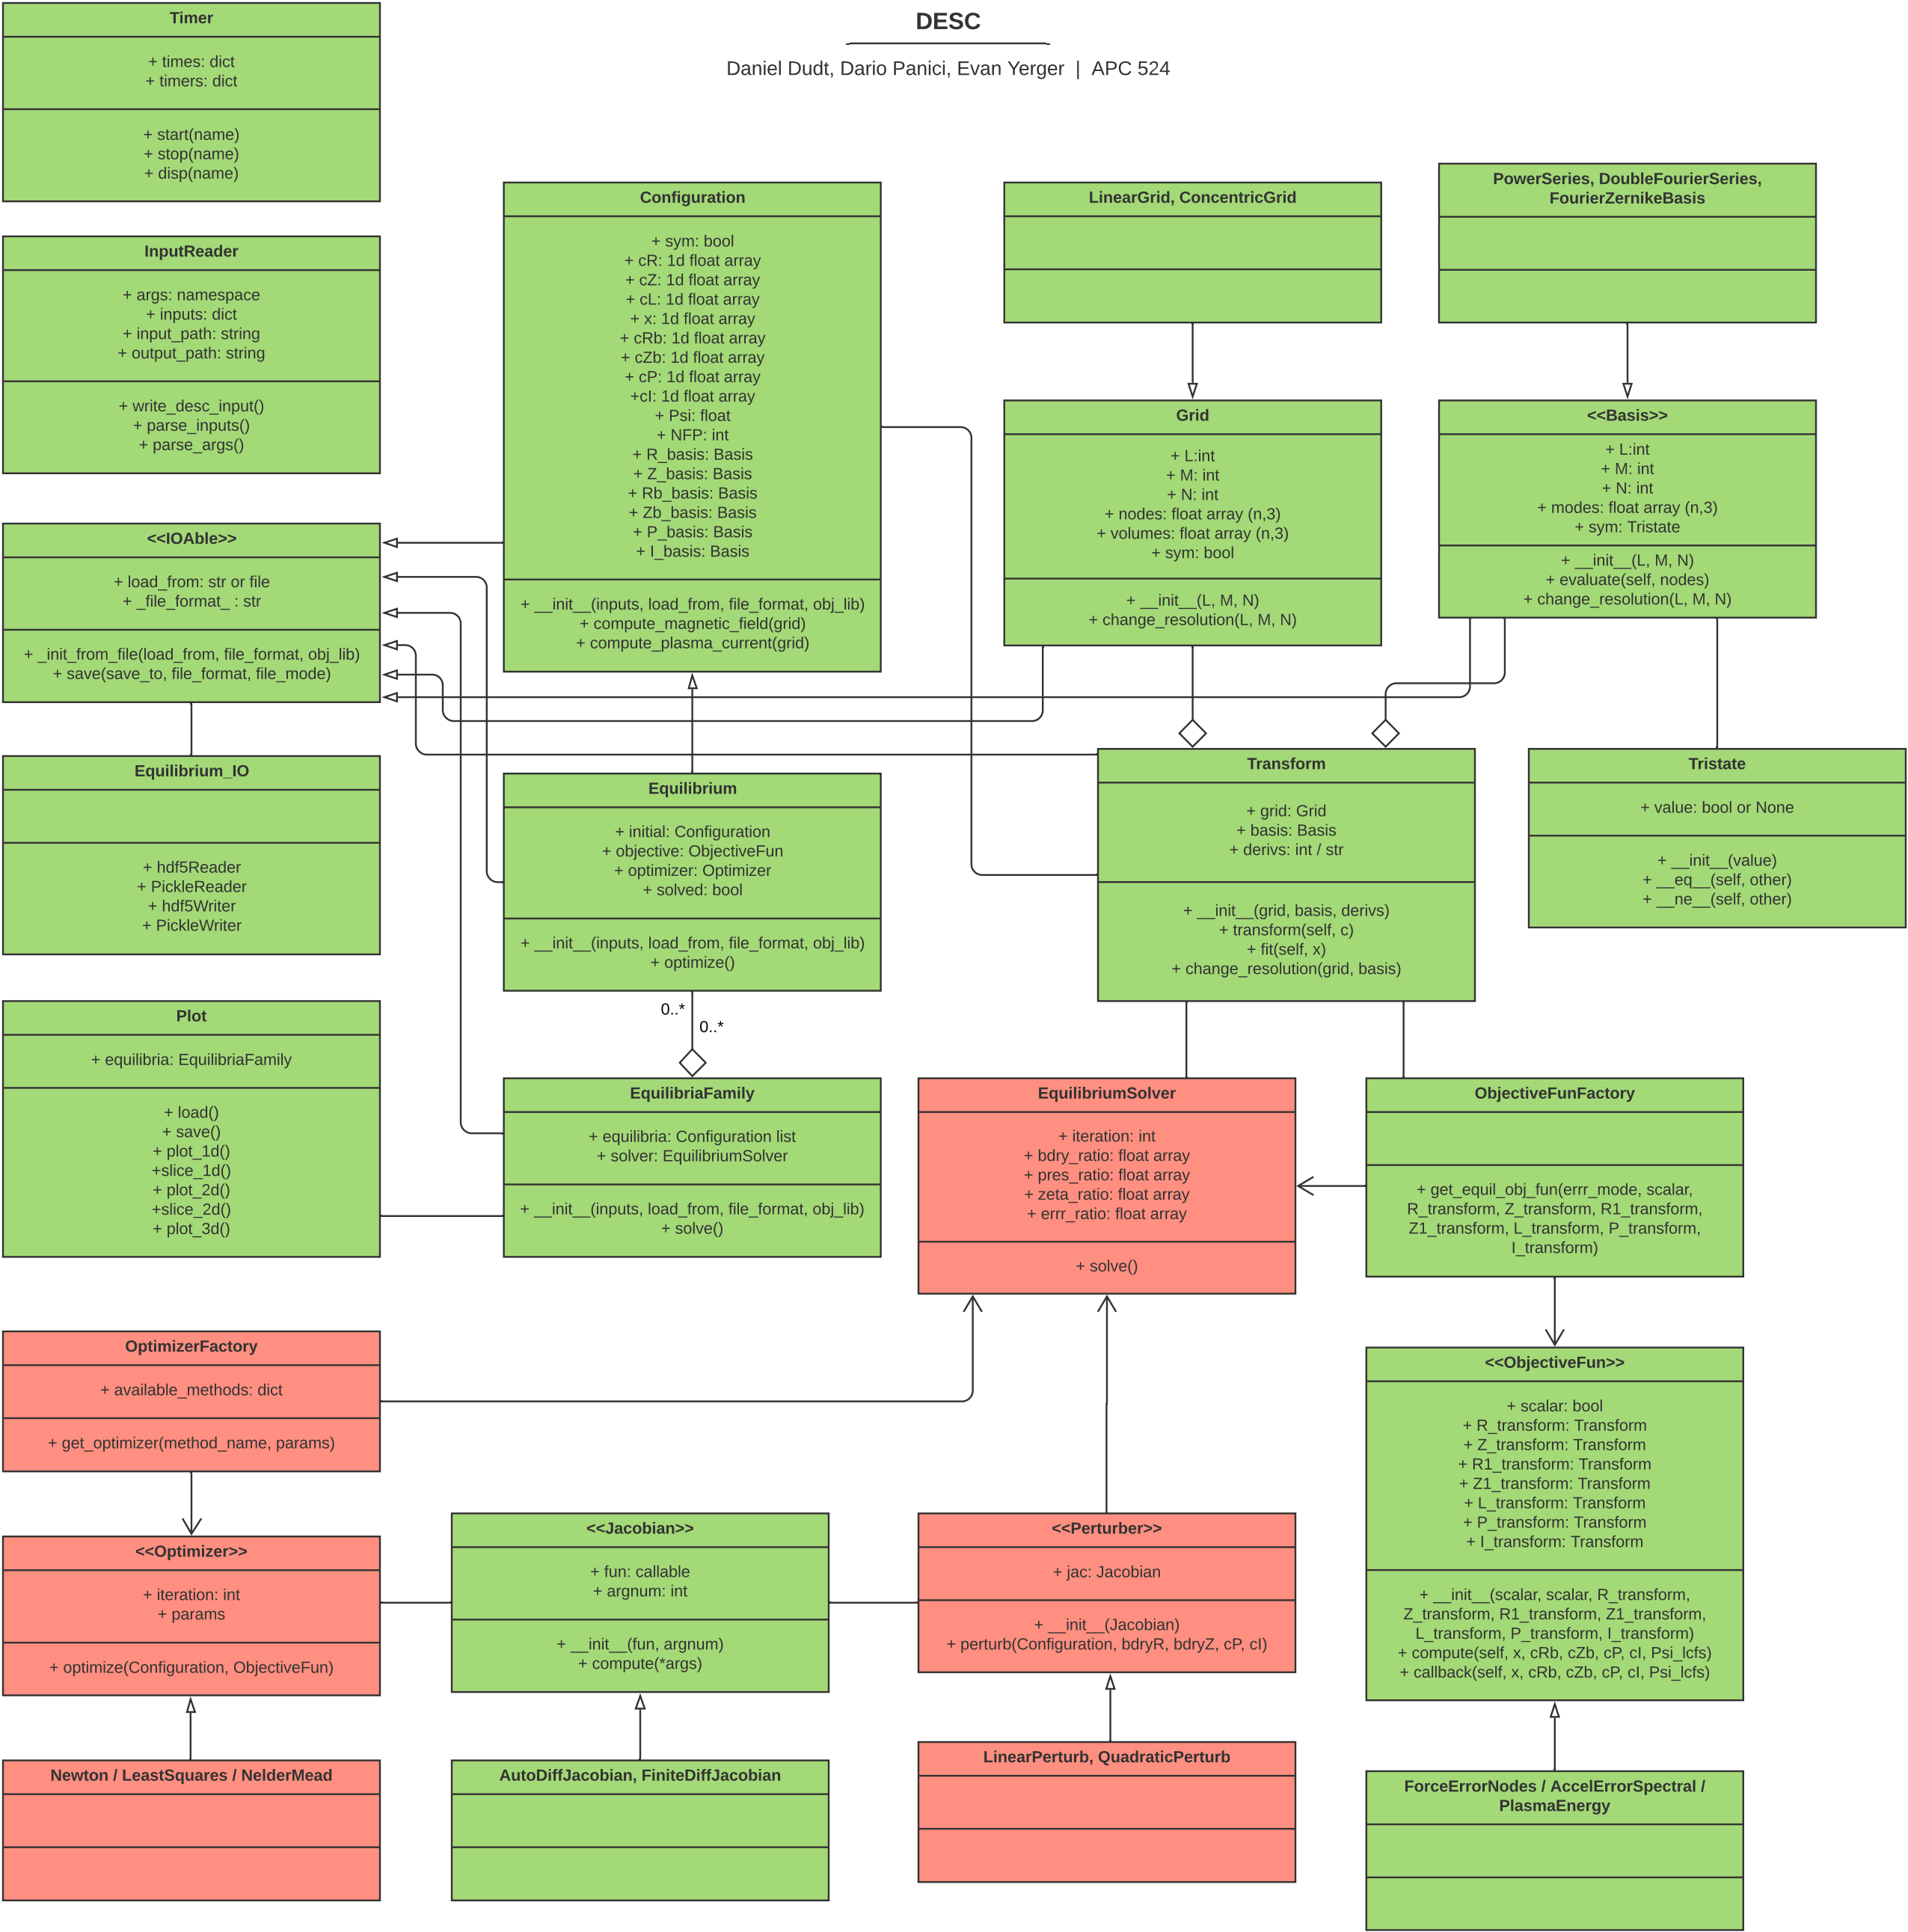 DESC
Daniel Dudt, Dario Panici, Evan Yerger | APC 524
Timer
+ times: dict
+ timers: dict
+ start(name)
+ stop(name)
+ disp(name)
InputReader
+ args: namespace
+ inputs: dict
+ input_path: string
+ output_path: string
+ write_desc_input()
+ parse_inputs()
+ parse_args()
<<IOAble>>
+ load_from: str or file
+ _file_format_ : str
+ _init_from_file(load_from, file_format, obj_lib)
+ save(save_to, file_format, file_mode)
Equilibrium_IO
+ hdf5Reader
+ PickleReader
+ hdf5Writer
+ PickleWriter
Plot
+ equilibria: EquilibriaFamily
+ load()
+ save()
+ plot_1d()
+slice_1d()
+ plot_2d()
+slice_2d()
+ plot_3d()
Configuration
+ sym: bool
+ cR: 1d float array
+ cZ: 1d float array
+ cL: 1d float array
+ x: 1d float array
+ cRb: 1d float array
+ cZb: 1d float array
+ cP: 1d float array
+cI: 1d float array
+ Psi: float
+ NFP: int
+ R_basis: Basis
+ Z_basis: Basis
+ Rb_basis: Basis
+ Zb_basis: Basis
+ P_basis: Basis
+ I_basis: Basis
+ __init__(inputs, load_from, file_format, obj_lib)
+ compute_magnetic_field(grid)
+ compute_plasma_current(grid)
Equilibrium
+ initial: Configuration
+ objective: ObjectiveFun
+ optimizer: Optimizer
+ solved: bool
+ __init__(inputs, load_from, file_format, obj_lib)
+ optimize()
0..*
0..*
EquilibriaFamily
+ equilibria: Configuration list
+ solver: EquilibriumSolver
+ __init__(inputs, load_from, file_format, obj_lib)
+ solve()
LinearGrid, ConcentricGrid
Grid
+ L:int
+ M: int
+ N: int
+ nodes: float array (n,3)
+ volumes: float array (n,3)
+ sym: bool
+ __init__(L, M, N)
+ change_resolution(L, M, N)
PowerSeries, DoubleFourierSeries,
FourierZernikeBasis
<<Basis>>
+ L:int
+ M: int
+ N: int
+ modes: float array (n,3)
+ sym: Tristate
+ __init__(L, M, N)
+ evaluate(self, nodes)
+ change_resolution(L, M, N)
Transform
+ grid: Grid
+ basis: Basis
+ derivs: int / str
+ __init__(grid, basis, derivs)
+ transform(self, c)
+ fit(self, x)
+ change_resolution(grid, basis)
Tristate
+ value: bool or None
+ __init__(value)
+ __eq__(self, other)
+ __ne__(self, other)
EquilibriumSolver
+ iteration: int
+ bdry_ratio: float array
+ pres_ratio: float array
+ zeta_ratio: float array
+ errr_ratio: float array
+ solve()
ObjectiveFunFactory
+ get_equil_obj_fun(errr_mode, scalar,
R_transform, Z_transform, R1_transform,
Z1_transform, L_transform, P_transform,
I_transform)
OptimizerFactory
+ available_methods: dict
+ get_optimizer(method_name, params)
<<Optimizer>>
+ iteration: int
+ params
+ optimize(Configuration, ObjectiveFun)
Newton / LeastSquares / NelderMead
<<Jacobian>>
+ fun: callable
+ argnum: int
+ __init__(fun, argnum)
+ compute(*args)
AutoDiffJacobian, FiniteDiffJacobian
<<Perturber>>
+ jac: Jacobian
+ __init__(Jacobian)
+ perturb(Configuration, bdryR, bdryZ, cP, cI)
LinearPerturb, QuadraticPerturb
<<ObjectiveFun>>
+ scalar: bool
+ R_transform: Transform
+ Z_transform: Transform
+ R1_transform: Transform
+ Z1_transform: Transform
+ L_transform: Transform
+ P_transform: Transform
+ I_transform: Transform
+ __init__(scalar, scalar, R_transform,
Z_transform, R1_transform, Z1_transform,
L_transform, P_transform, I_transform)
+ compute(self, x, cRb, cZb, cP, cI, Psi_lcfs)
+ callback(self, x, cRb, cZb, cP, cI, Psi_lcfs)
ForceErrorNodes / AccelErrorSpectral /
PlasmaEnergy